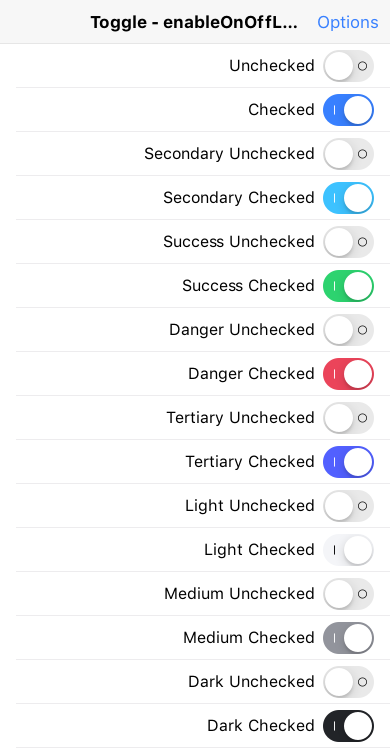 Toggle - enableOnOffL...
Options
Unchecked
Checked
Secondary Unchecked
Secondary Checked
Success Unchecked
Success Checked
Danger Unchecked
Danger Checked
Tertiary Unchecked
Tertiary Checked
Light Unchecked
Light Checked
Medium Unchecked
Medium Checked
Dark Unchecked
Dark Checked